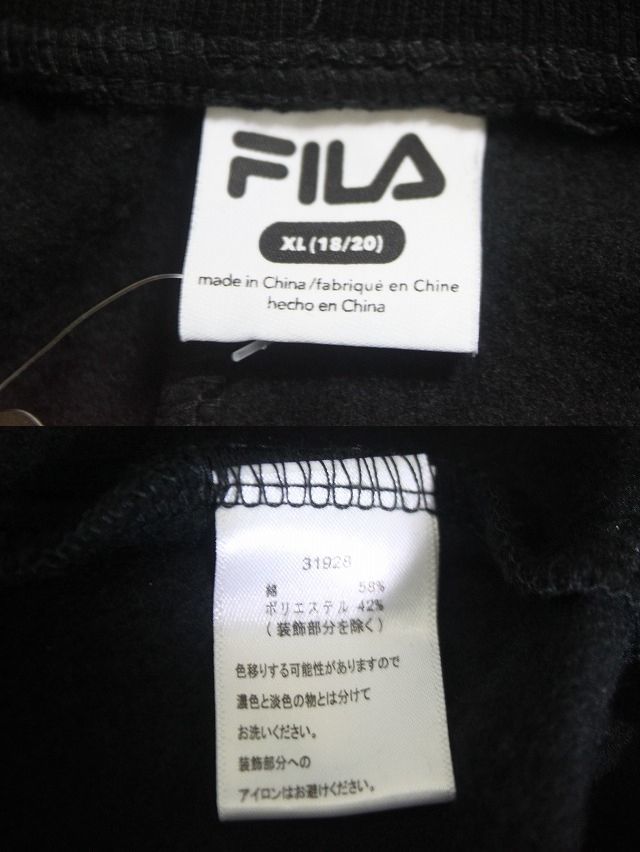 FILA
XL (18/20)
made in China/fabriqué en Chine
hecho en China
31928
綿 58%
ポリエステル 42%
(装飾部分を除く)
色移りする可能性がありますので
濃色と淡色の物とは分けて
お洗いください。
装飾部分への
アイロンはお避けください。